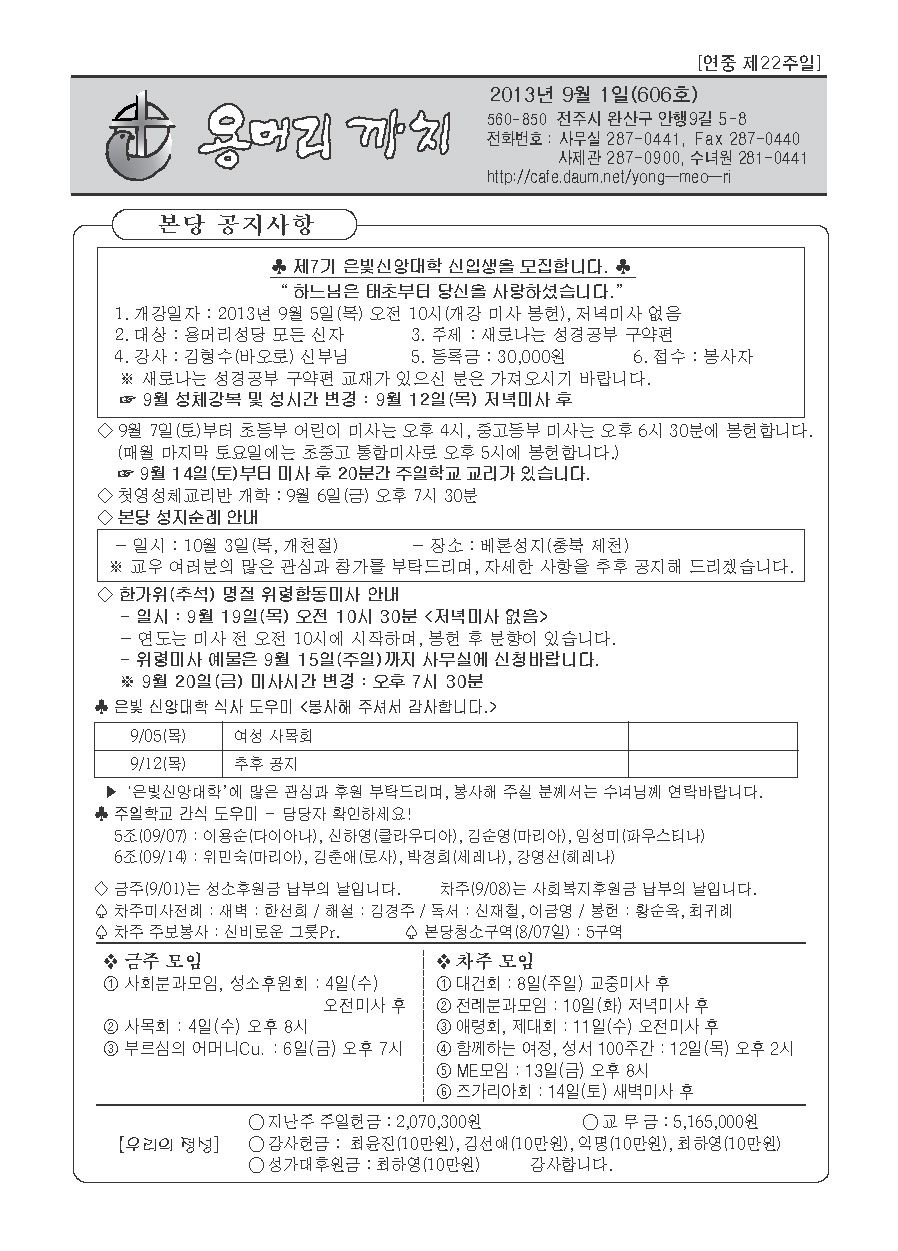 [연중 제22주일]
용머리 까치
2013년 9월 1일(606호)
560-850 전주시 완산구 안행9길 5-8
전화번호 : 사무실 287-0441, Fax 287-0440
사제관 287-0900, 수녀원 281-0441
http://cafe.daum.net/yong—meo—ri
본당 공지사항
♣ 제7기 은빛신앙대학 신입생을 모집합니다. ♣
“ 하느님은 태초부터 당신을 사랑하셨습니다.”
1. 개강일자 : 2013년 9월 5일(목) 오전 10시(개강 미사 봉헌), 저녁미사 없음
2. 대상 : 용머리성당 모든 신자 3. 주제 : 새로나는 성경공부 구약편
4. 강사 : 김형수(바오로) 신부님 5. 등록금 : 30,000원 6. 접수 : 봉사자
※ 새로나는 성경공부 구약편 교재가 있으신 분은 가져오시기 바랍니다.
☞ 9월 성체강복 및 성시간 변경 : 9월 12일(목) 저녁미사 후
◇ 9월 7일(토)부터 초등부 어린이 미사는 오후 4시, 중고등부 미사는 오후 6시 30분에 봉헌합니다.
(매월 마지막 토요일에는 초중고 통합미사로 오후 5시에 봉헌합니다.)
☞ 9월 14일(토)부터 미사 후 20분간 주일학교 교리가 있습니다.
◇ 첫영성체교리반 개학 : 9월 6일(금) 오후 7시 30분
◇ 본당 성지순례 안내
- 일시 : 10월 3일(목, 개천절) - 장소 : 베론성지(충북 제천)
※ 교우 여러분의 많은 관심과 참가를 부탁드리며, 자세한 사항을 추후 공지해 드리겠습니다.
◇ 한가위(추석) 명절 위령합동미사 안내
- 일시 : 9월 19일(목) 오전 10시 30분 <저녁미사 없음>
- 연도는 미사 전 오전 10시에 시작하며, 봉헌 후 분향이 있습니다.
- 위령미사 예물은 9월 15일(주일)까지 사무실에 신청바랍니다.
※ 9월 20일(금) 미사시간 변경 : 오후 7시 30분
♣ 은빛 신앙대학 식사 도우미 <봉사해 주셔서 감사합니다.>
9/05(목) 여성 사목회
9/12(목) 추후 공지
▶ ‘은빛신앙대학’에 많은 관심과 후원 부탁드리며, 봉사해 주실 분께서는 수녀님께 연락바랍니다.
♣ 주일학교 간식 도우미 - 담당자 확인하세요!
5조(09/07) : 이용순(다이아나), 신하영(클라우디아), 김순영(마리아), 임성미(파우스티나)
6조(09/14) : 위민숙(마리아), 김춘애(로사), 박경희(세레나), 강영선(헤레나)
◇ 금주(9/01)는 성소후원금 납부의 날입니다. 차주(9/08)는 사회복지후원금 납부의 날입니다.
♤ 차주미사전례 : 새벽 : 한선희 / 해설 : 김경주 / 독서 : 신재철, 이금영 / 봉헌 : 황순옥, 최귀례
♤ 차주 주보봉사 : 신비로운 그릇Pr. ♤ 본당청소구역(8/07일) : 5구역
❖ 금주 모임
① 사회분과모임, 성소후원회 : 4일(수)
오전미사 후
② 사목회 : 4일(수) 오후 8시
③ 부르심의 어머니Cu. : 6일(금) 오후 7시
❖ 차주 모임
① 대건회 : 8일(주일) 교중미사 후
② 전례분과모임 : 10일(화) 저녁미사 후
③ 애령회, 제대회 : 11일(수) 오전미사 후
④ 함께하는 여정, 성서 100주간 : 12일(목) 오후 2시
⑤ ME모임 : 13일(금) 오후 8시
⑥ 즈가리아회 : 14일(토) 새벽미사 후
[우리의 정성]
◯ 지난주 주일헌금 : 2,070,300원 ◯ 교 무 금 : 5,165,000원
◯ 감사헌금 : 최윤진(10만원), 김선애(10만원), 익명(10만원), 최하영(10만원)
◯ 성가대후원금 : 최하영(10만원) 감사합니다.